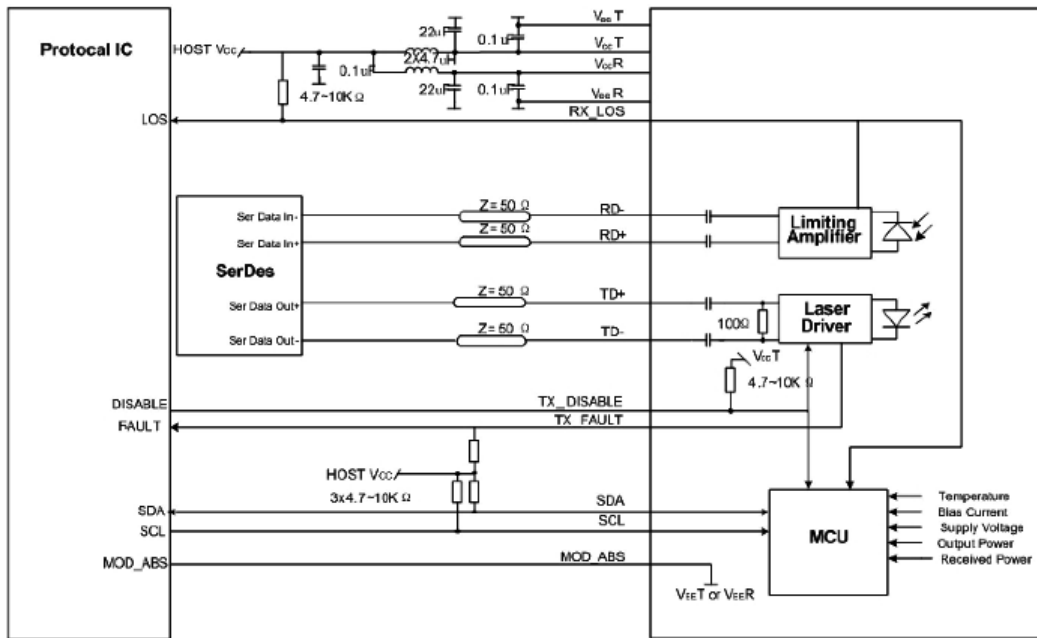 Protocal IC
HOST Vcc
4.7~10K Ω
0.1uF
22uF
2X4.7uH
22uF
0.1uF
0.1uF
VeeT
VccT
VccR
VeeR
LOS
RX_LOS
SerDes
Ser Data In-
Ser Data In+
Ser Data Out+
Ser Data Out-
Z= 50 Ω
Z= 50 Ω
Z= 50 Ω
Z= 50 Ω
RD-
RD+
TD+
TD-
Limiting
Amplifier
100Ω
Laser
Driver
VccT
4.7~10K Ω
DISABLE
TX_DISABLE
FAULT
TX_FAULT
HOST Vcc
3x4.7~10K Ω
SDA
SDA
SCL
SCL
MCU
Temperature
Bias Current
Supply Voltage
Output Power
Received Power
MOD_ABS
MOD_ABS
VEET or VEER